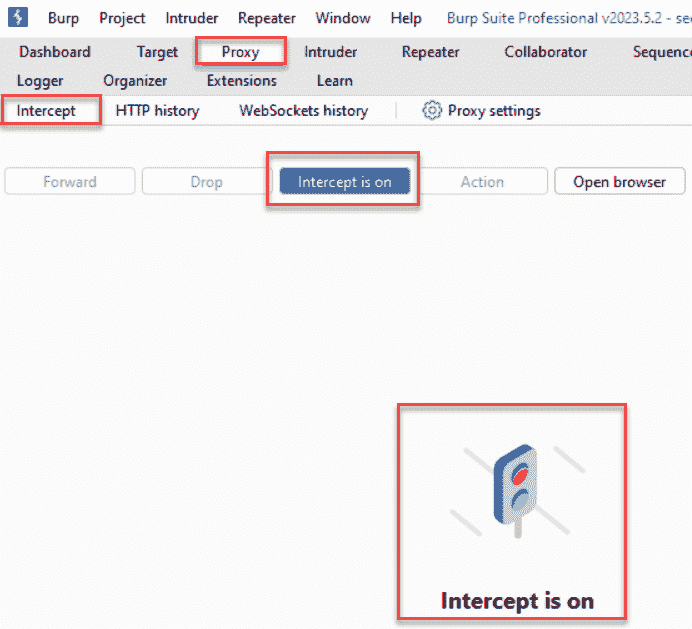 Burp Project Intruder Repeater Window Help Burp Suite Professional v2023.5.2 - se
Dashboard Target Proxy Intruder Repeater Collaborator Sequence
Logger Organizer Extensions Learn
Intercept HTTP history WebSockets history Proxy settings
Forward Drop Intercept is on Action Open browser
Intercept is on